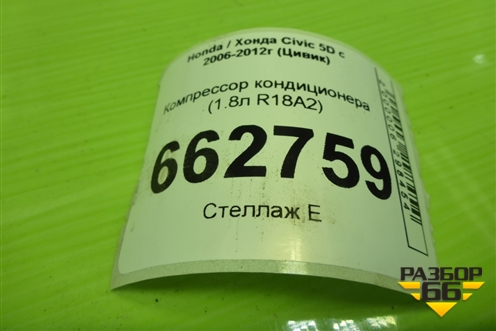 Honda / Хонда Civic 5D с
2006-2012г (Цивик)
Компрессор кондиционера
(1.8л R18A2)
662759
Стеллаж Е
РАЗБОР
66